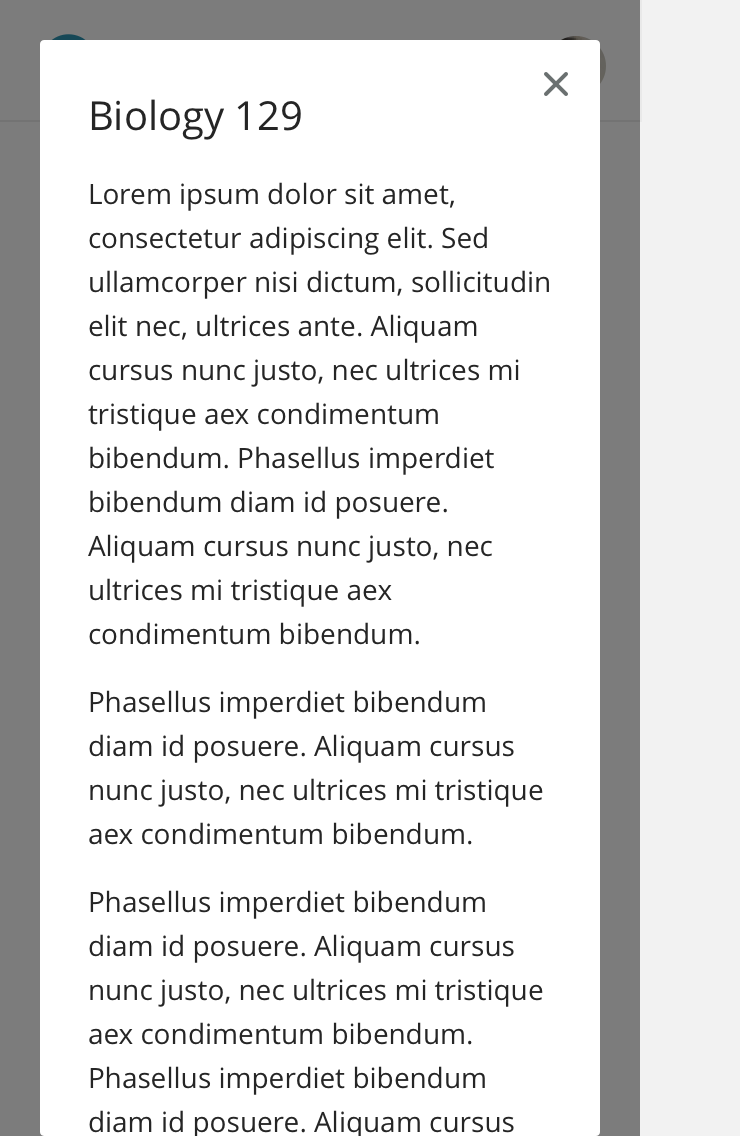 Biology 129
Lorem ipsum dolor sit amet,
consectetur adipiscing elit. Sed
ullamcorper nisi dictum, sollicitudin
elit nec, ultrices ante. Aliquam
cursus nunc justo, nec ultrices mi
tristique aex condimentum
bibendum. Phasellus imperdiet
bibendum diam id posuere.
Aliquam cursus nunc justo, nec
ultrices mi tristique aex
condimentum bibendum.
Phasellus imperdiet bibendum
diam id posuere. Aliquam cursus
nunc justo, nec ultrices mi tristique
aex condimentum bibendum.
Phasellus imperdiet bibendum
diam id posuere. Aliquam cursus
nunc justo, nec ultrices mi tristique
aex condimentum bibendum.
Phasellus imperdiet bibendum
diam id posuere. Aliquam cursus